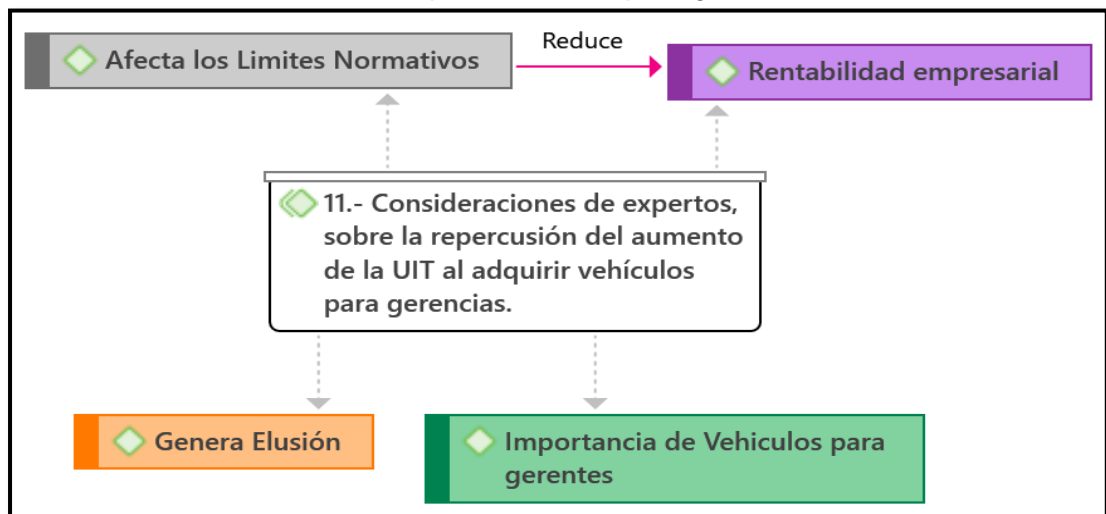 Afecta los Limites Normativos
Reduce
Rentabilidad empresarial
11.- Consideraciones de expertos,
sobre la repercusión del aumento
de la UIT al adquirir vehículos
para gerencias.
Genera Elusión
Importancia de Vehiculos para
gerentes